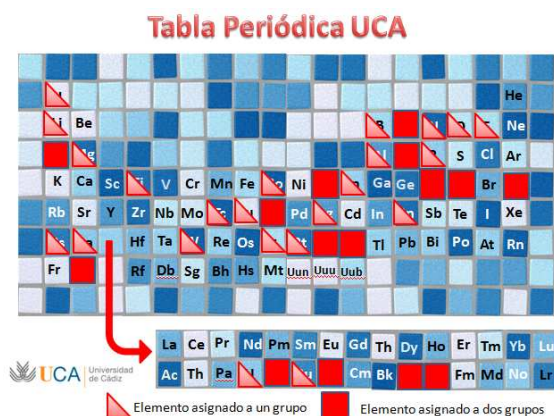 Tabla Periódica UCA
He
Be Ne
S Cl Ar
K Ca Sc V Cr Mn Fe Ni Ga Ge Br
Rb Sr Y Zr Nb Mo Pd Cd In Sb Te I Xe
Hf Ta Re Os Tl Pb Bi Po At Rn
Fr Rf Db Sg Bh Hs Mt Uun Uuu Uub
La Ce Pr Nd Pm Sm Eu Gd Th Dy Ho Er Tm Yb Lu
Ac Th Pa Cm Bk Fm Md No Lr
UCA Universidad
de Cádiz
Elemento asignado a un grupo Elemento asignado a dos grupos